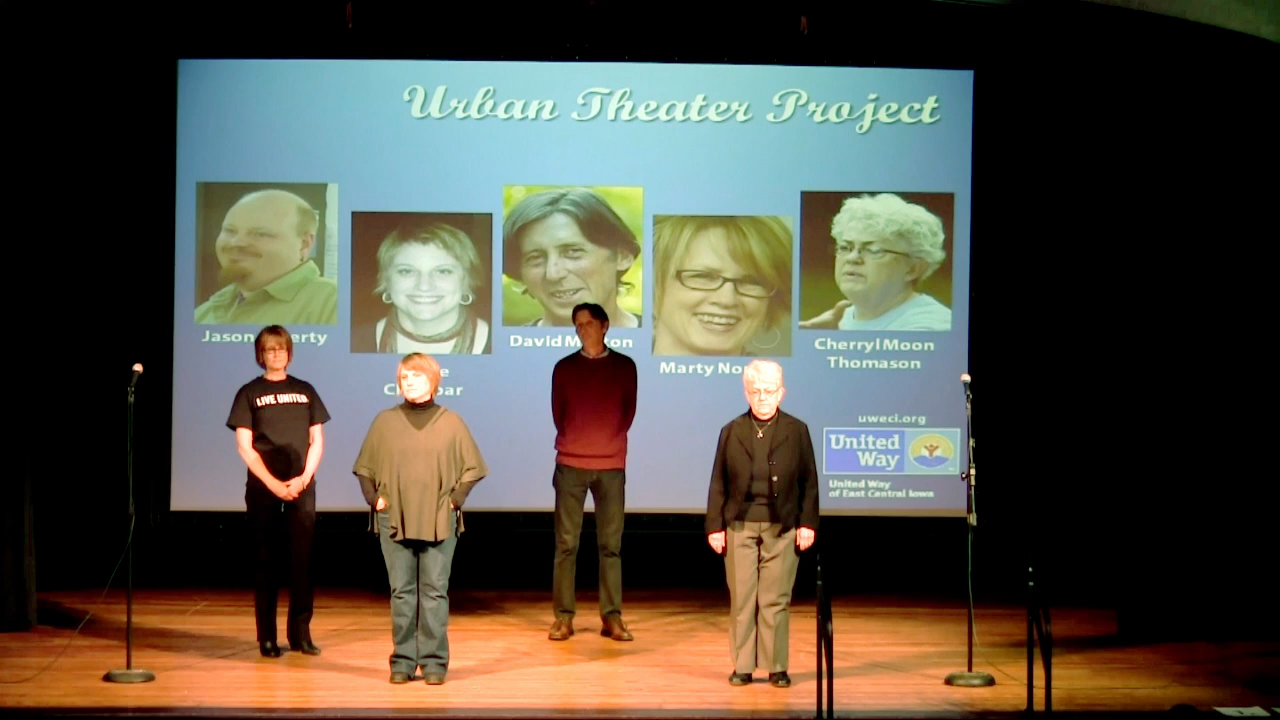 Urban Theater Project
Jason erty
David M ton
Marty No
Cherryl Moon
Thomason
LIVE UNITED
uweci.org
United
Way
United Way
of East Central Iowa